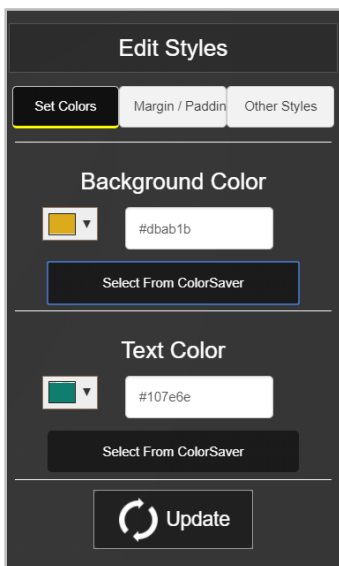 Edit Styles
Set Colors Margin / Paddin Other Styles
Background Color
#dbab1b
Select From ColorSaver
Text Color
#107e6e
Select From ColorSaver
Update